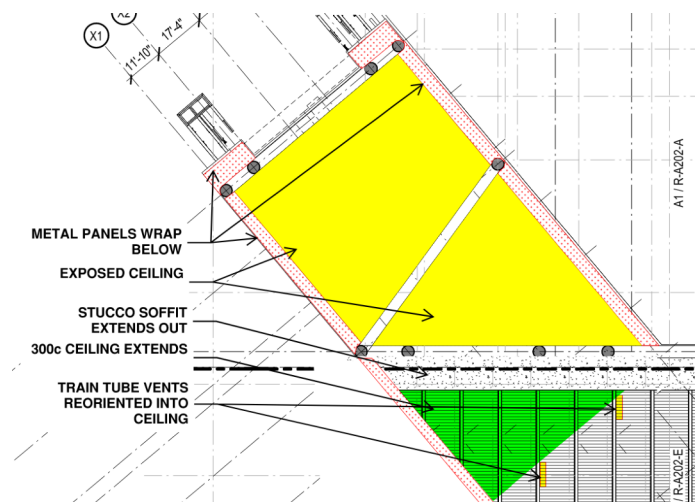 X2
X1
17'-4"
11'-10"
A1 / R-A202-A
METAL PANELS WRAP
BELOW
EXPOSED CEILING
STUCCO SOFFIT
EXTENDS OUT
300c CEILING EXTENDS
TRAIN TUBE VENTS
REORIENTED INTO
CEILING
/ R-A202-E